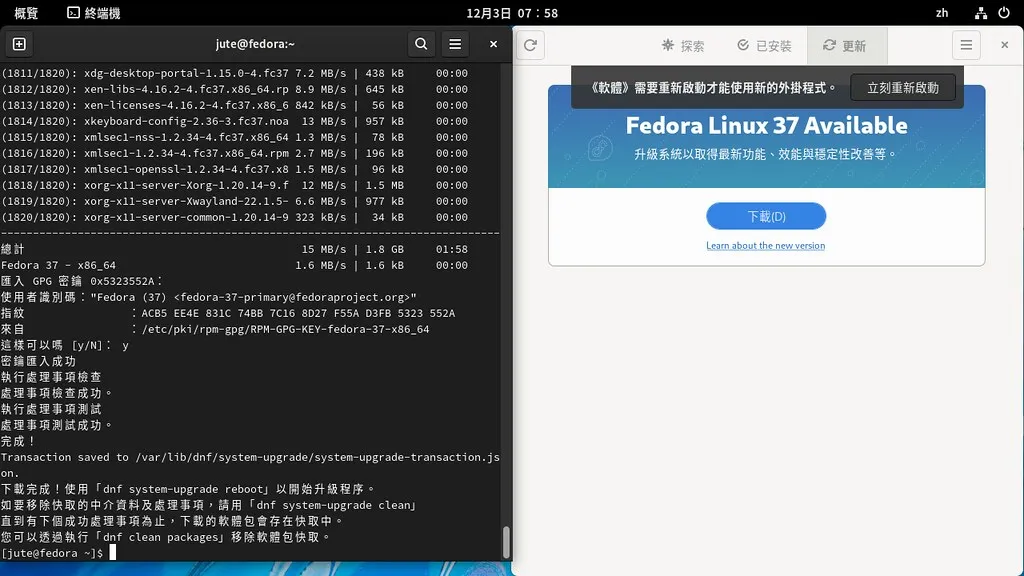 概覽
終端機
12月3日 07：58
zh
jute@fedora:~
(1811/1820): xdg-desktop-portal-1.15.0-4.fc37 7.2 MB/s | 438 kB 00:00
(1812/1820): xen-libs-4.16.2-4.fc37.x86_64.rp 8.9 MB/s | 645 kB 00:00
(1813/1820): xen-licenses-4.16.2-4.fc37.x86_6 842 kB/s | 56 kB 00:00
(1814/1820): xkeyboard-config-2.36-3.fc37.noa 13 MB/s | 957 kB 00:00
(1815/1820): xmlsec1-nss-1.2.34-4.fc37.x86_64 1.3 MB/s | 78 kB 00:00
(1816/1820): xmlsec1-1.2.34-4.fc37.x86_64.rpm 2.7 MB/s | 196 kB 00:00
(1817/1820): xmlsec1-openssl-1.2.34-4.fc37.x8 1.5 MB/s | 96 kB 00:00
(1818/1820): xorg-x11-server-Xorg-1.20.14-9.f 12 MB/s | 1.5 MB 00:00
(1819/1820): xorg-x11-server-Xwayland-22.1.5- 6.6 MB/s | 977 kB 00:00
(1820/1820): xorg-x11-server-common-1.20.14-9 323 kB/s | 34 kB 00:00
--------------------------------------------------------------------------------
總計 15 MB/s | 1.8 GB 01:58
Fedora 37 - x86_64 1.6 MB/s | 1.6 kB 00:00
匯入 GPG 密鑰 0x5323552A：
使用者識別碼："Fedora (37) <fedora-37-primary@fedoraproject.org>"
指紋 ：ACB5 EE4E 831C 74BB 7C16 8D27 F55A D3FB 5323 552A
來自 ：/etc/pki/rpm-gpg/RPM-GPG-KEY-fedora-37-x86_64
這樣可以嗎 [y/N]： y
密鑰匯入成功
執行處理事項檢查
處理事項檢查成功。
執行處理事項測試
處理事項測試成功。
完成！
Transaction saved to /var/lib/dnf/system-upgrade/system-upgrade-transaction.js
on.
下載完成！使用「dnf system-upgrade reboot」以開始升級程序。
如要移除快取的中介資料及處理事項，請用「dnf system-upgrade clean」
直到有下個成功處理事項為止，下載的軟體包會存在快取中。
您可以透過執行「dnf clean packages」移除軟體包快取。
[jute@fedora ~]$
探索
已安裝
更新
《軟體》需要重新啟動才能使用新的外掛程式。
立刻重新啟動
Fedora Linux 37 Available
升級系統以取得最新功能、效能與穩定性改善等。
下載(D)
Learn about the new version